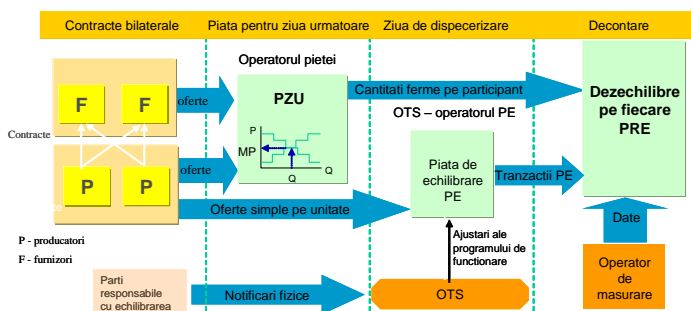 Contracte bilaterale
Piata pentru ziua urmatoare
Ziua de dispecerizare
Decontare
Operatorul pietei
F
F
oferte
PZU
P
MP
Q
Q
Cantitati ferme pe participant
Dezechilibre
pe fiecare
PRE
Contracte
OTS – operatorul PE
P
P
oferte
Piata de
echilibrare
PE
Tranzactii PE
Oferte simple pe unitate
Date
P - producatori
F - furnizori
Ajustari ale
programului de
functionare
Operator
de
masurare
Parti
responsabile
cu echilibrarea
Notificari fizice
OTS